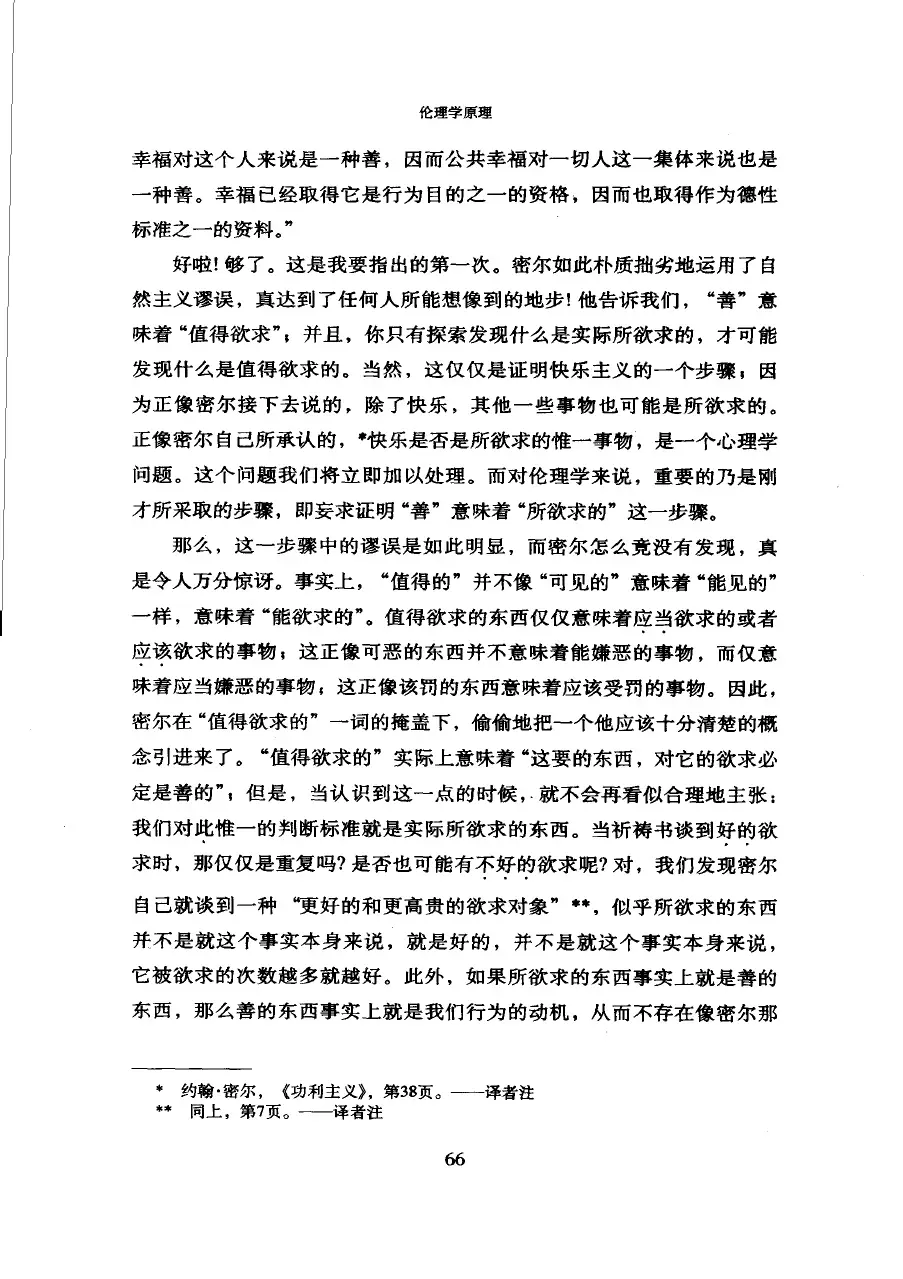 伦理学原理
幸福对这个人来说是一种善，因而公共幸福对一切人这一集体来说也是
一种善。幸福已经取得它是行为目的之一的资格，因而也取得作为德性
标准之一的资料。”
好啦！够了。这是我要指出的第一次。密尔如此朴质拙劣地运用了自
然主义谬误，真达到了任何人所能想像到的地步！他告诉我们，“善”意
味着“值得欲求”；并且，你只有探索发现什么是实际所欲求的，才可能
发现什么是值得欲求的。当然，这仅仅是证明快乐主义的一个步骤；因
为正像密尔接下去说的，除了快乐，其他一些事物也可能是所欲求的。
正像密尔自己所承认的，*快乐是否是所欲求的惟一事物，是一个心理学
问题。这个问题我们将立即加以处理。而对伦理学来说，重要的乃是刚
才所采取的步骤，即妄求证明“善”意味着“所欲求的”这一步骤。
那么，这一步骤中的谬误是如此明显，而密尔怎么竟没有发现，真
是令人万分惊讶。事实上，“值得的”并不像“可见的”意味着“能见的”
一样，意味着“能欲求的”。值得欲求的东西仅仅意味着应当欲求的或者
应该欲求的事物；这正像可恶的东西并不意味着能嫌恶的事物，而仅意
味着应当嫌恶的事物；这正像该罚的东西意味着应该受罚的事物。因此，
密尔在“值得欲求的”一词的掩盖下，偷偷地把一个他应该十分清楚的概
念引进来了。“值得欲求的”实际上意味着“这要的东西，对它的欲求必
定是善的”；但是，当认识到这一点的时候，就不会再看似合理地主张：
我们对此惟一的判断标准就是实际所欲求的东西。当祈祷书谈到好的欲
求时，那仅仅是重复吗？是否也可能有不好的欲求呢？对，我们发现密尔
自己就谈到一种“更好的和更高贵的欲求对象”**，似乎所欲求的东西
并不是就这个事实本身来说，就是好的，并不是就这个事实本身来说，
它被欲求的次数越多就越好。此外，如果所欲求的东西事实上就是善的
东西，那么善的东西事实上就是我们行为的动机，从而不存在像密尔那
* 约翰·密尔，《功利主义》，第38页。——译者注
** 同上，第7页。——译者注
66